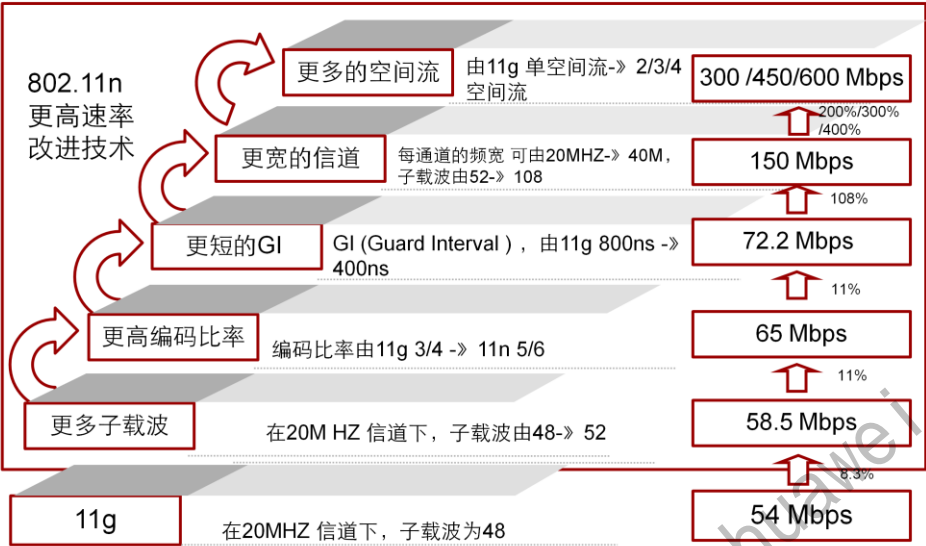 802.11n
更高速率
改进技术
更多的空间流
由11g 单空间流-》 2/3/4
空间流
300 /450/600 Mbps
200%/300%
/400%
更宽的信道
每通道的频宽 可由20MHZ-》 40M，
子载波由52-》 108
150 Mbps
108%
更短的GI
GI (Guard Interval ) ，由11g 800ns -》
400ns
72.2 Mbps
11%
更高编码比率
编码比率由11g 3/4 -》 11n 5/6
65 Mbps
11%
更多子载波
在20M HZ 信道下，子载波由48-》 52
58.5 Mbps
8.3%
11g
在20MHZ 信道下，子载波为48
54 Mbps
huawei